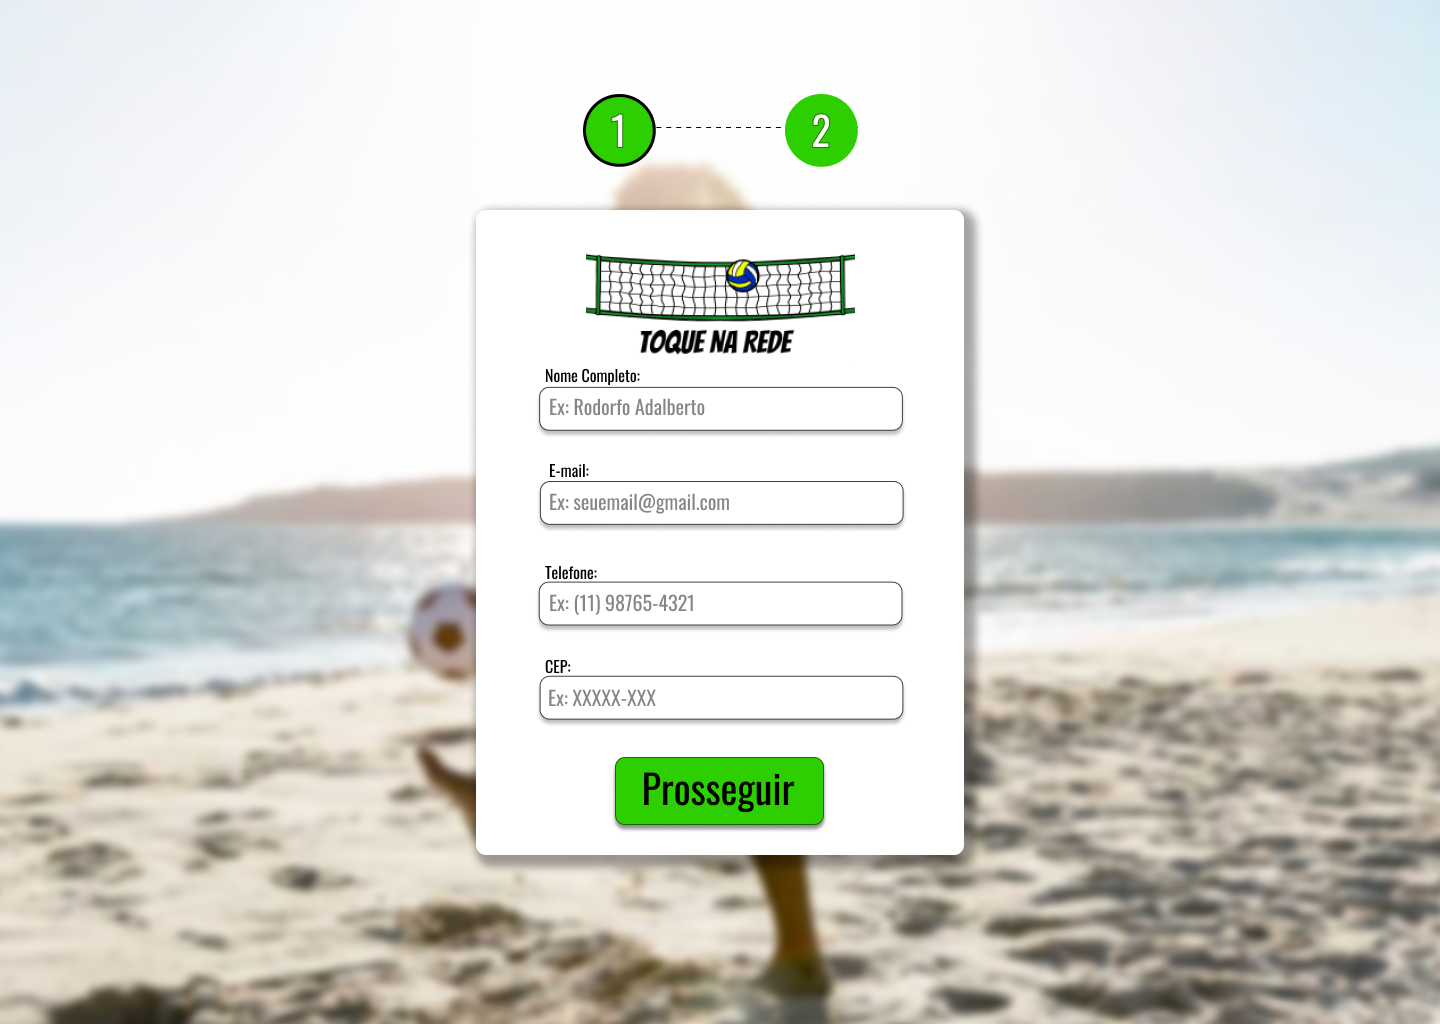 1
2
TOQUE NA REDE
Nome Completo:
Ex: Rodorfo Adalberto
E-mail:
Ex: seuemail@gmail.com
Telefone:
Ex: (11) 98765-4321
CEP:
Ex: XXXXX-XXX
Prosseguir